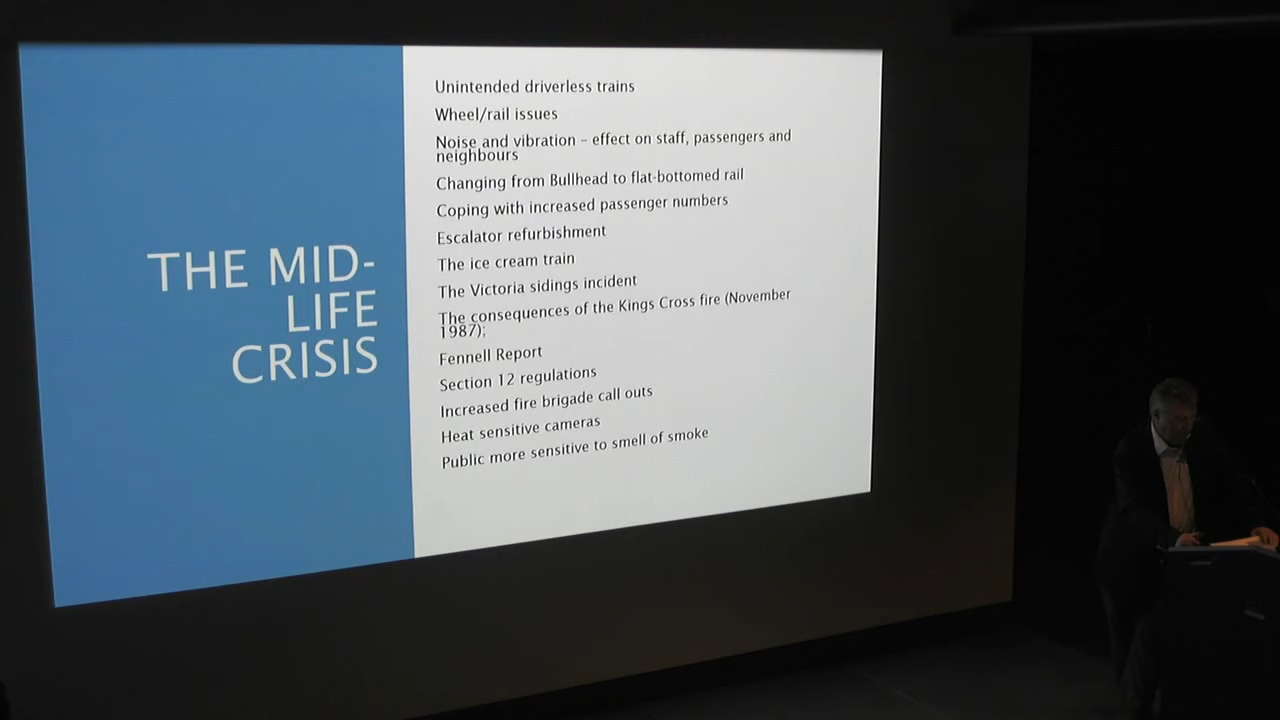 THE MID-
LIFE
CRISIS
Unintended driverless trains
Wheel/rail issues
Noise and vibration – effect on staff, passengers and
neighbours
Changing from Bullhead to flat-bottomed rail
Coping with increased passenger numbers
Escalator refurbishment
The ice cream train
The Victoria sidings incident
The consequences of the Kings Cross fire (November
1987);
Fennell Report
Section 12 regulations
Increased fire brigade call outs
Heat sensitive cameras
Public more sensitive to smell of smoke